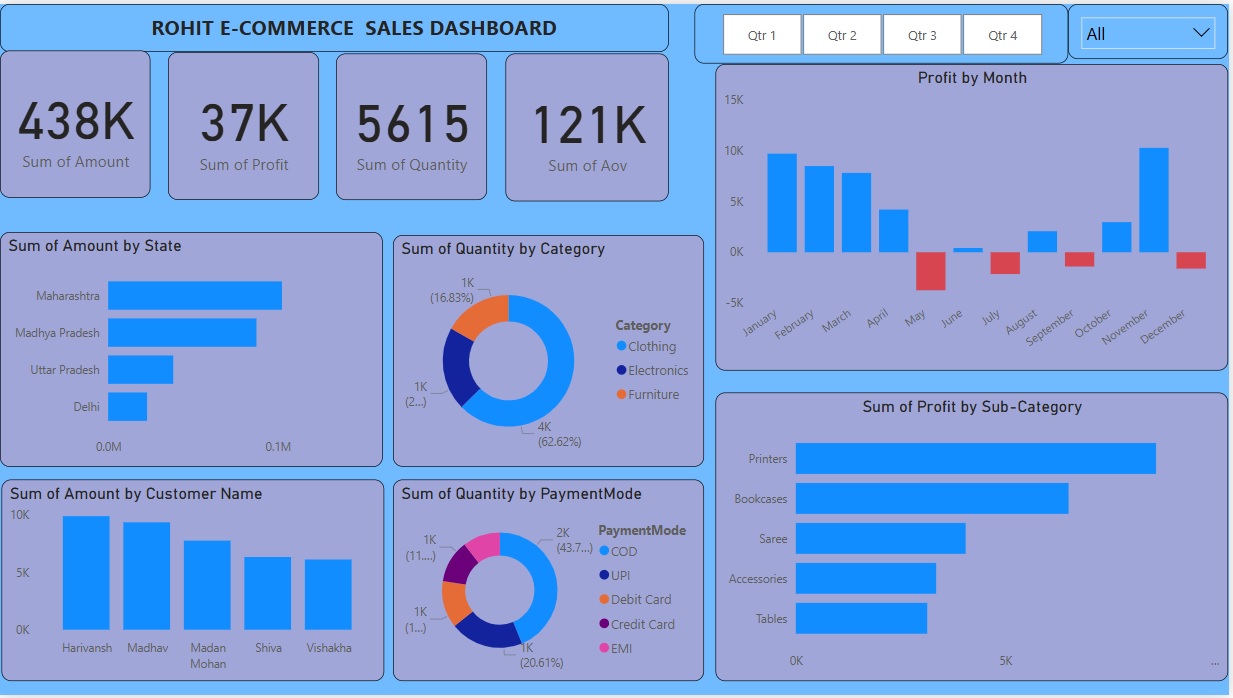 ROHIT E-COMMERCE SALES DASHBOARD
Qtr 1
Qtr 2
Qtr 3
Qtr 4
All
438K
Sum of Amount
37K
Sum of Profit
5615
Sum of Quantity
121K
Sum of Aov
Profit by Month
15K
10K
5K
0K
-5K
January
February
March
April
May
June
July
August
September
October
November
December
Sum of Amount by State
Maharashtra
Madhya Pradesh
Uttar Pradesh
Delhi
0.0M
0.1M
Sum of Quantity by Category
1K
(16.83%)
1K
(2...)
4K
(62.62%)
Category
Clothing
Electronics
Furniture
Sum of Profit by Sub-Category
Printers
Bookcases
Saree
Accessories
Tables
0K
5K
...
Sum of Amount by Customer Name
10K
5K
0K
Harivansh
Madhav
Madan
Mohan
Shiva
Vishakha
Sum of Quantity by PaymentMode
2K
(43.7...)
1K
(11....)
1K
(1...)
1K
(20.61%)
PaymentMode
COD
UPI
Debit Card
Credit Card
EMI